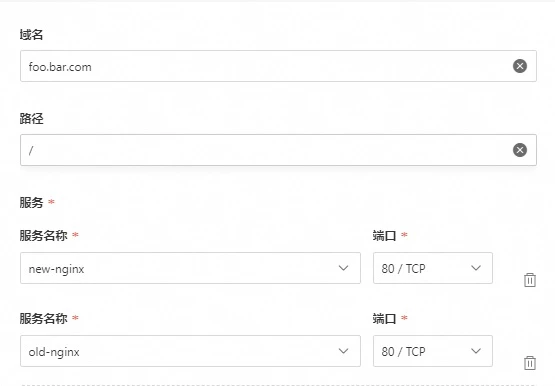 域名
foo.bar.com
路径
/
服务 *
服务名称 * 端口 *
new-nginx 80 / TCP
服务名称 * 端口 *
old-nginx 80 / TCP